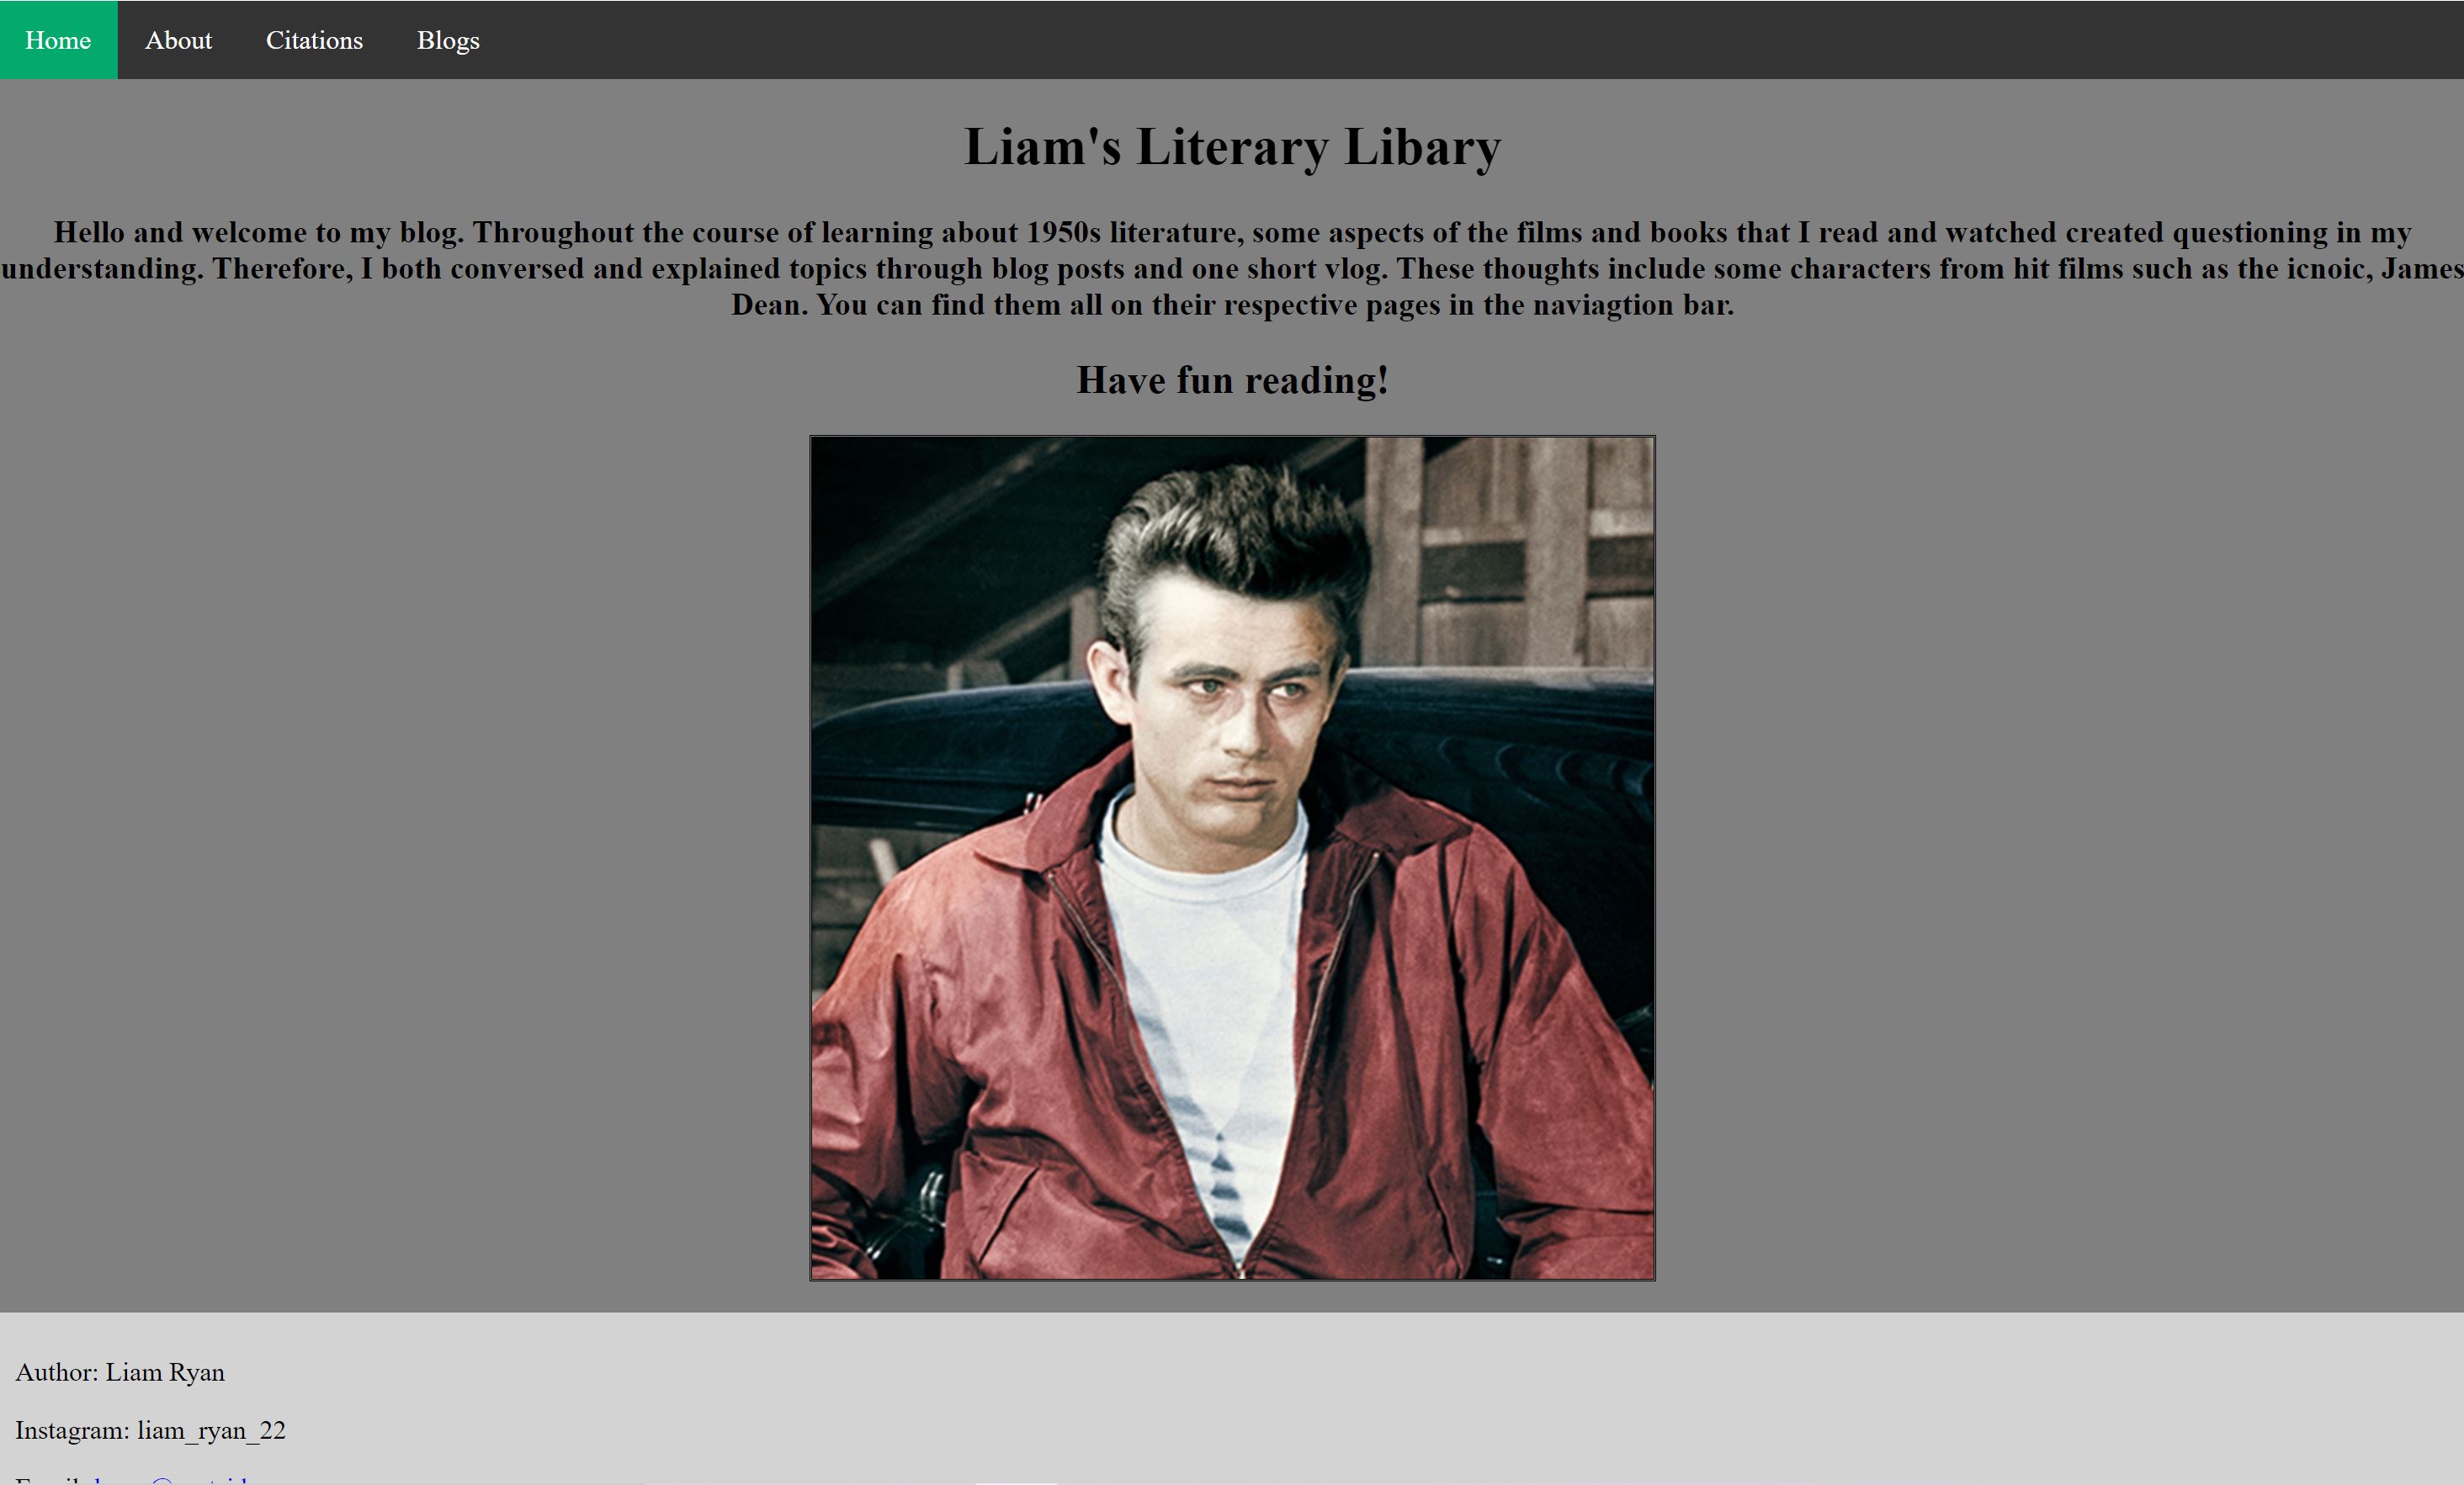 Home About Citations Blogs
Liam's Literary Libary
Hello and welcome to my blog. Throughout the course of learning about 1950s literature, some aspects of the films and books that I read and watched created questioning in my
understanding. Therefore, I both conversed and explained topics through blog posts and one short vlog. These thoughts include some characters from hit films such as the icnoic, James
Dean. You can find them all on their respective pages in the naviagtion bar.
Have fun reading!
Author: Liam Ryan
Instagram: liam_ryan_22